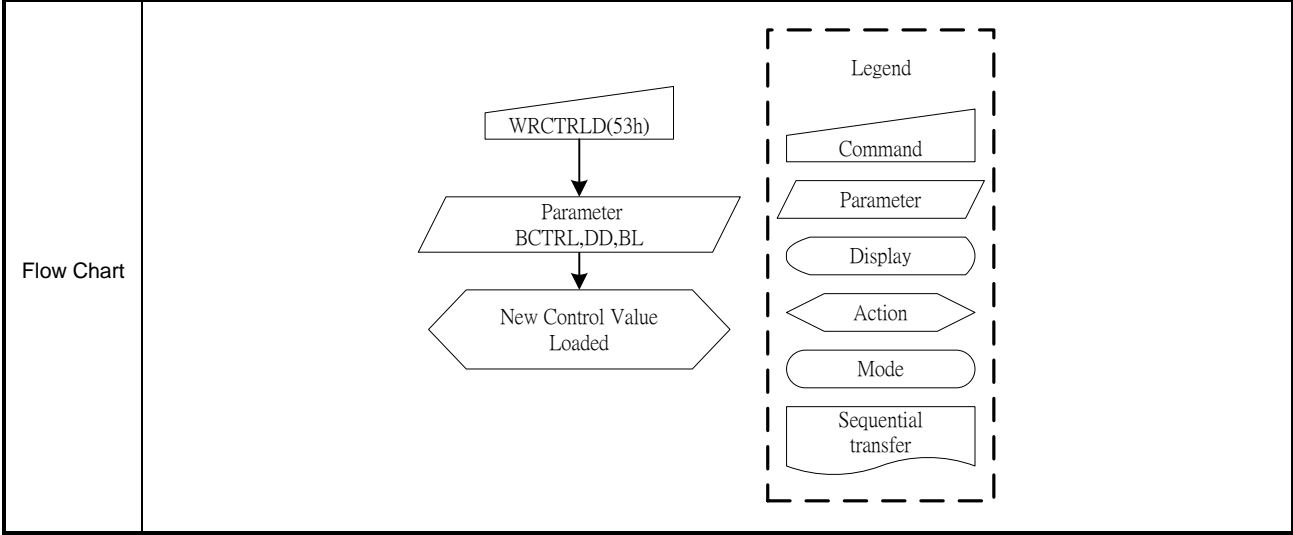 Flow Chart
WRCTRLD(53h)
Parameter
BCTRL,DD,BL
New Control Value
Loaded
Legend
Command
Parameter
Display
Action
Mode
Sequential
transfer